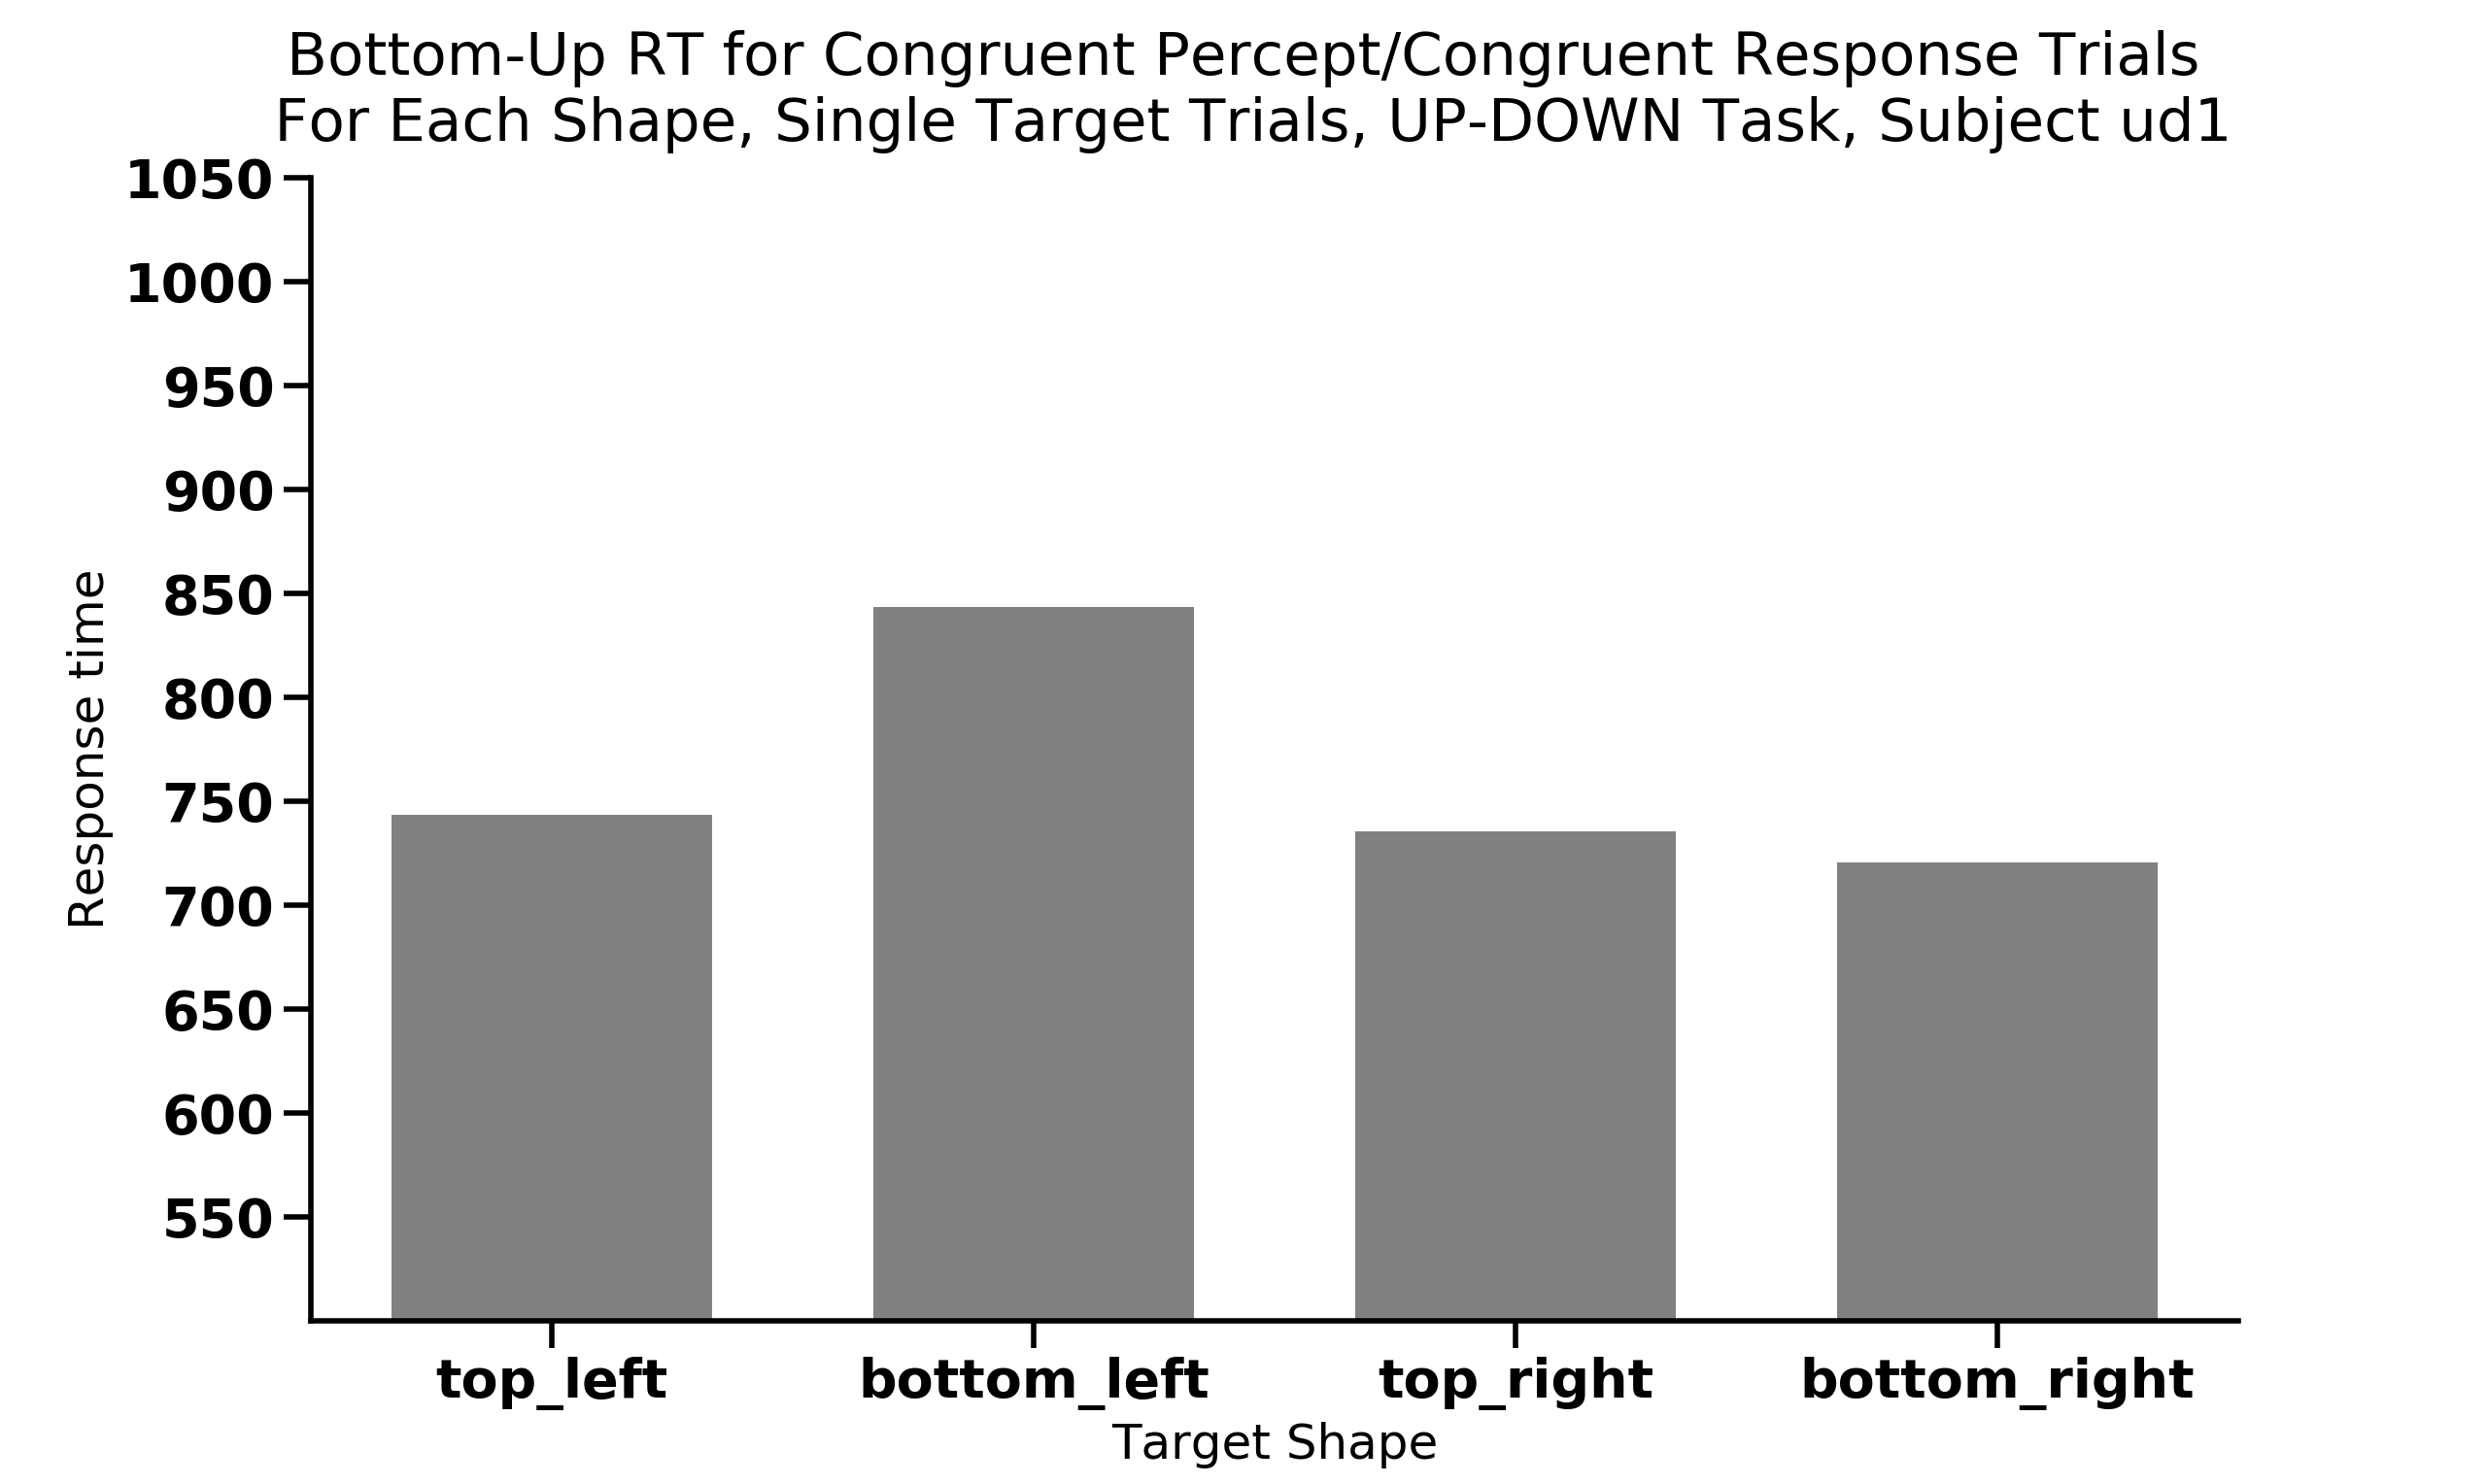 Bottom-Up RT for Congruent Percept/Congruent Response Trials
For Each Shape, Single Target Trials, UP-DOWN Task, Subject ud1
1050
1000
950
900
850
800
750
700
650
600
550
Response time
top_left bottom_left top_right bottom_right
Target Shape